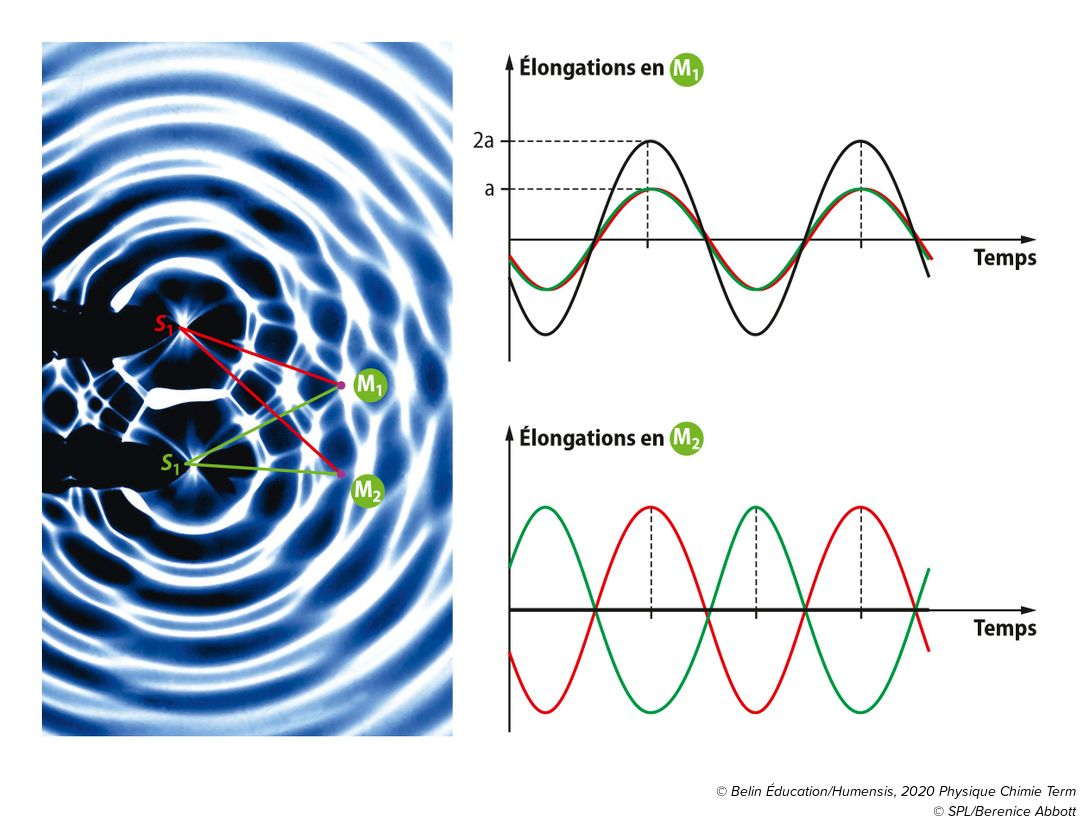 Élongations en M₁
2a
a
Temps
S₁
M₁
S₁
M₂
Élongations en M₂
Temps
© Belin Éducation/Humensis, 2020 Physique Chimie Term
© SPL/Berenice Abbott